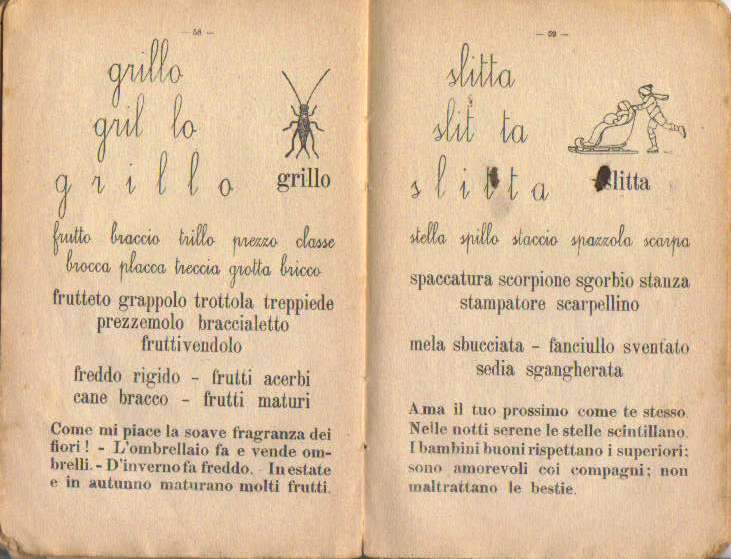 — 58 —
grillo
gril lo
g r i l l o
grillo
frutto braccio trillo prezzo classe
brocca placca treccia grotta bricco
frutteto grappolo trottola treppiede
prezzemolo braccialetto
fruttivendolo
freddo rigido – frutti acerbi
cane bracco – frutti maturi
Come mi piace la soave fragranza dei
fiori! - L'ombrellaio fa e vende om-
brelli. - D'inverno fa freddo. - In estate
e in autunno maturano molti frutti.
— 59 —
slitta
slit ta
s l i t t a
slitta
stella spillo staccio spazzola scarpa
spaccatura scorpione sgorbio stanza
stampatore scarpellino
mela sbucciata – fanciullo sventato
sedia sgangherata
Ama il tuo prossimo come te stesso.
Nelle notti serene le stelle scintillano.
I bambini buoni rispettano i superiori;
sono amorevoli coi compagni; non
maltrattano le bestie.